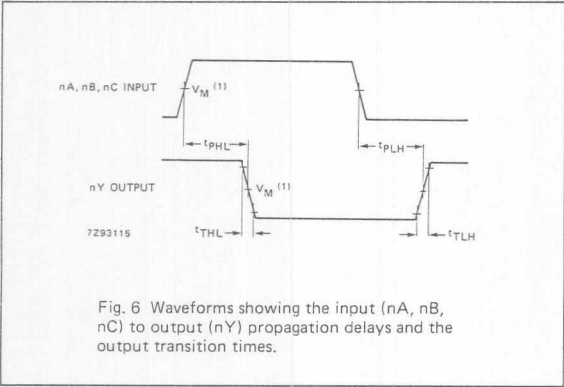 nA, nB, nC INPUT
VM (1)
tPHL
tPLH
nY OUTPUT
VM (1)
7Z93115
tTHL
tTLH
Fig. 6 Waveforms showing the input (nA, nB,
nC) to output (nY) propagation delays and the
output transition times.